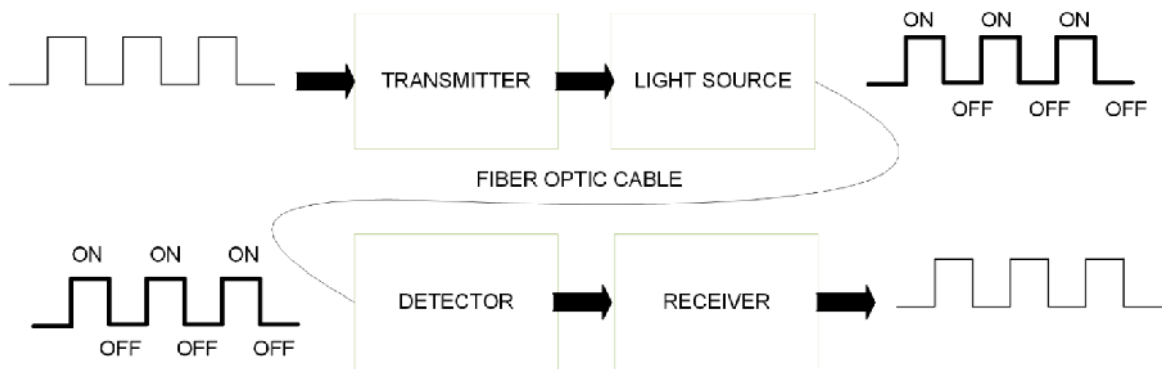 ON ON ON
TRANSMITTER LIGHT SOURCE
OFF OFF OFF
FIBER OPTIC CABLE
ON ON ON
DETECTOR RECEIVER
OFF OFF OFF